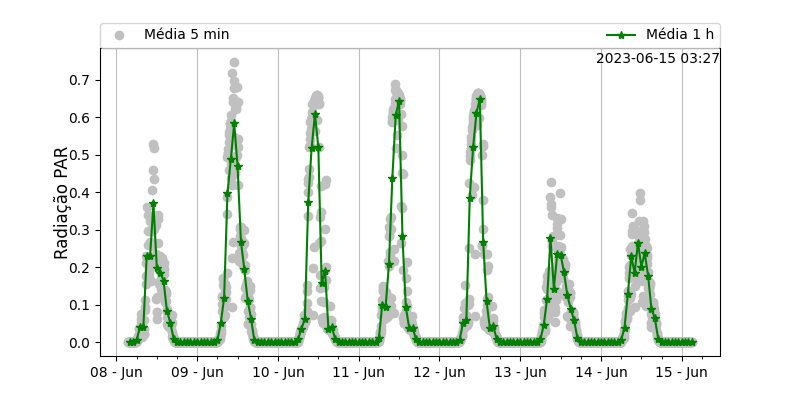 Média 5 min
Média 1 h
2023-06-15 03:27
Radiação PAR
0.7
0.6
0.5
0.4
0.3
0.2
0.1
0.0
08 - Jun
09 - Jun
10 - Jun
11 - Jun
12 - Jun
13 - Jun
14 - Jun
15 - Jun